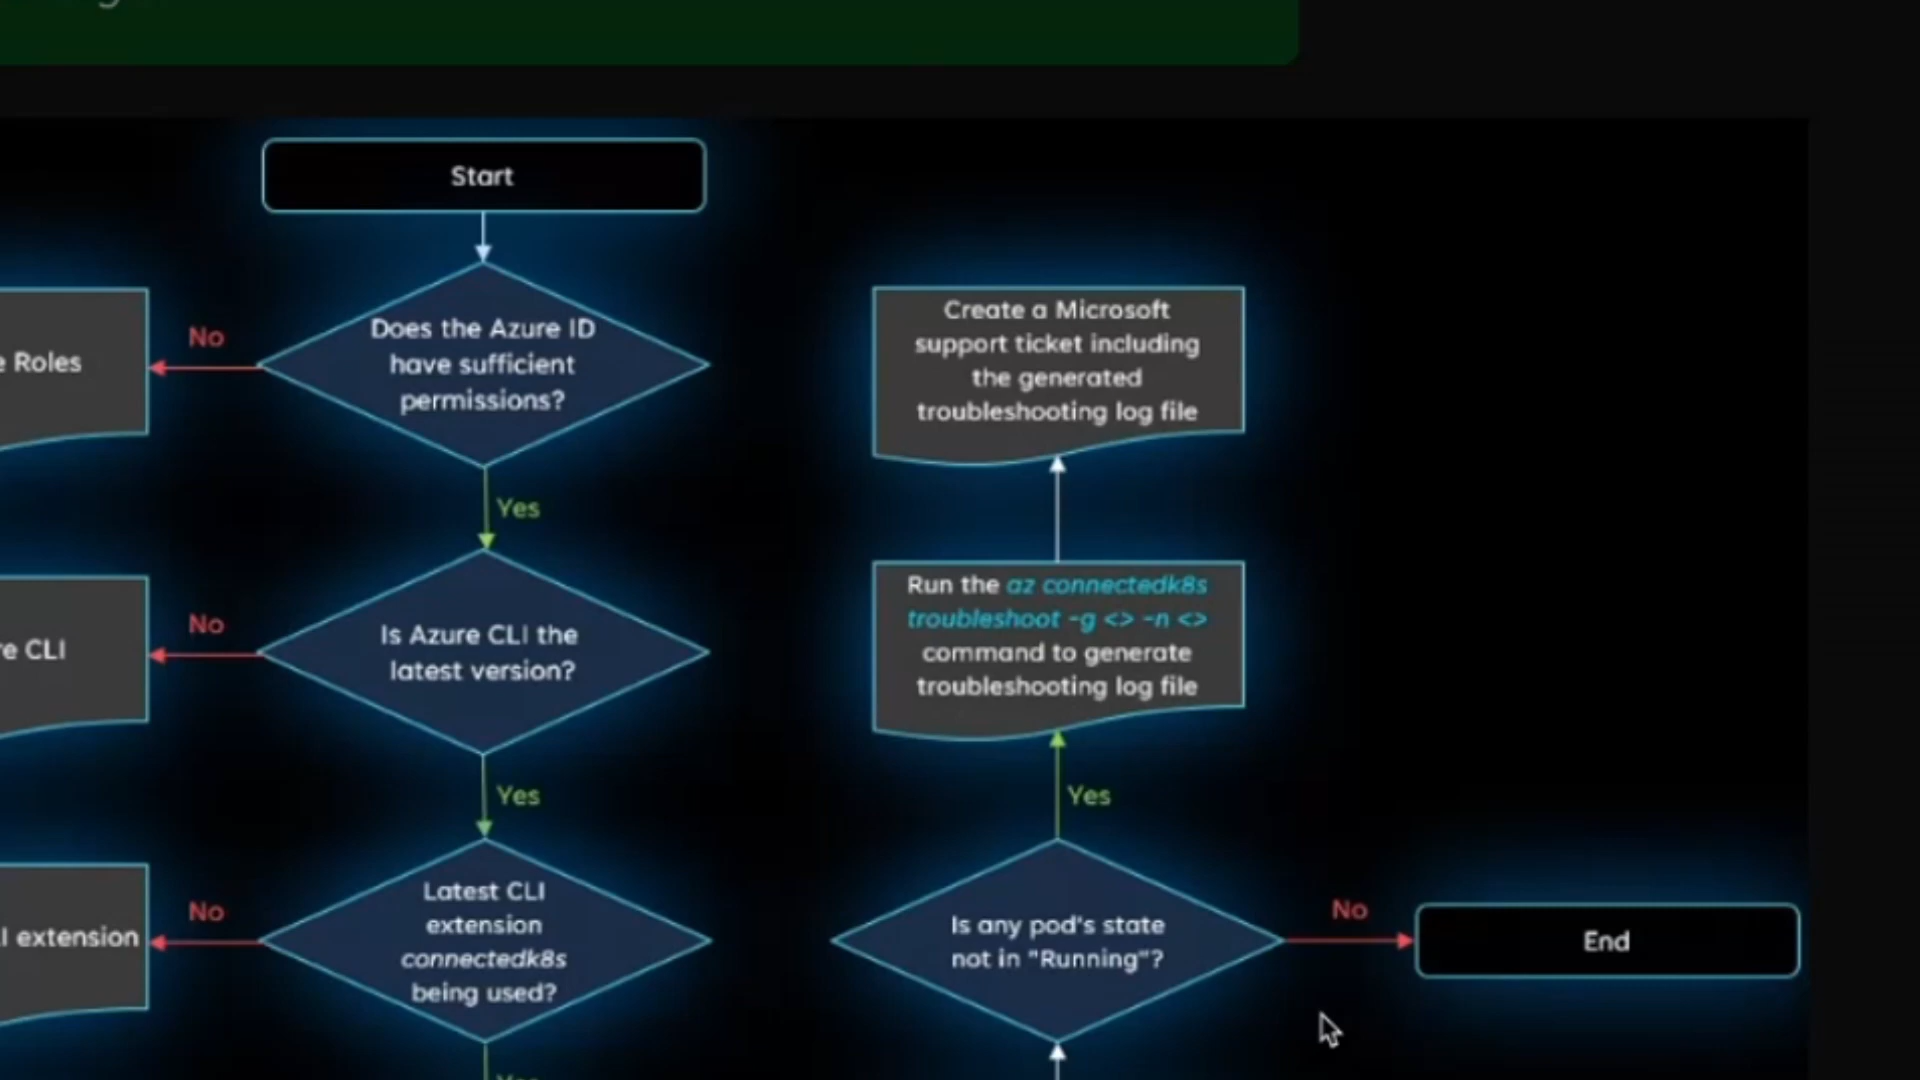 Start
Does the Azure ID
have sufficient
permissions?
No
Roles
Yes
Is Azure CLI the
latest version?
No
CLI
Yes
Latest CLI
extension
connectedk8s
being used?
No
extension
Create a Microsoft
support ticket including
the generated
troubleshooting log file
Run the az connectedk8s
troubleshoot -g <> -n <>
command to generate
troubleshooting log file
Yes
Is any pod's state
not in "Running"?
No
End